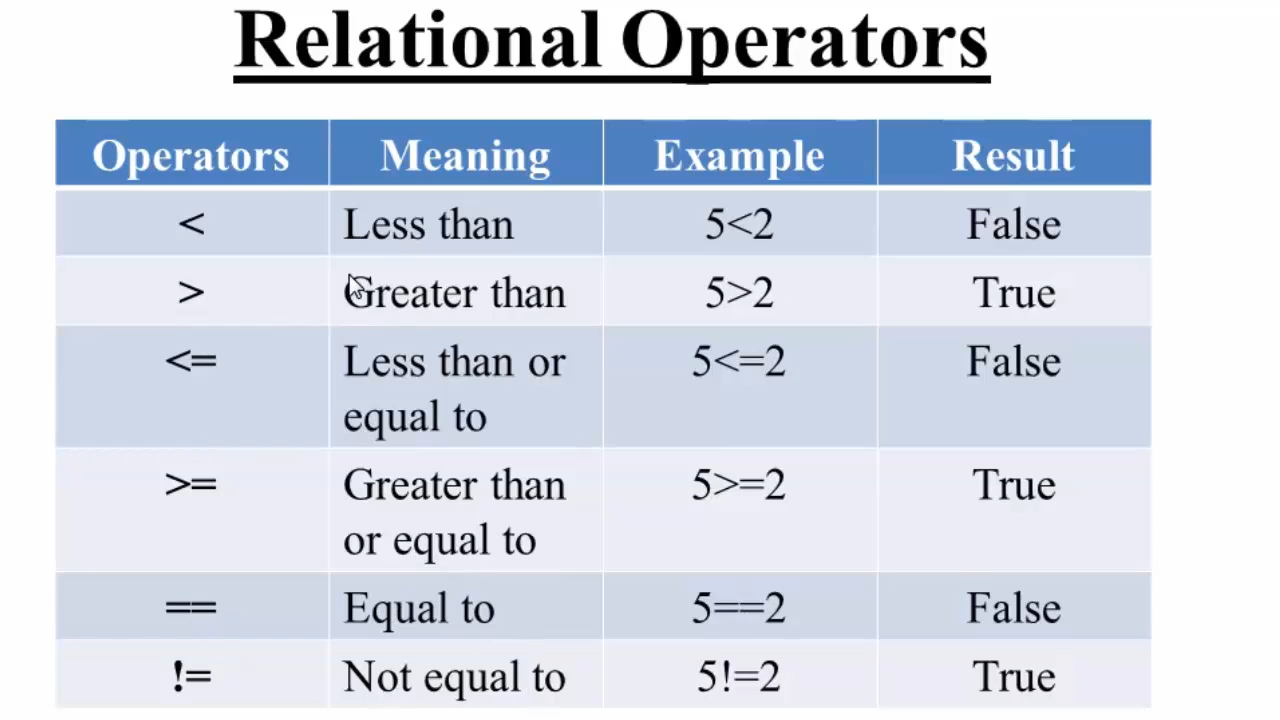 Relational Operators
Operators Meaning Example Result
< Less than 5<2 False
> Greater than 5>2 True
<= Less than or 5<=2 False
equal to
>= Greater than 5>=2 True
or equal to
== Equal to 5==2 False
!= Not equal to 5!=2 True